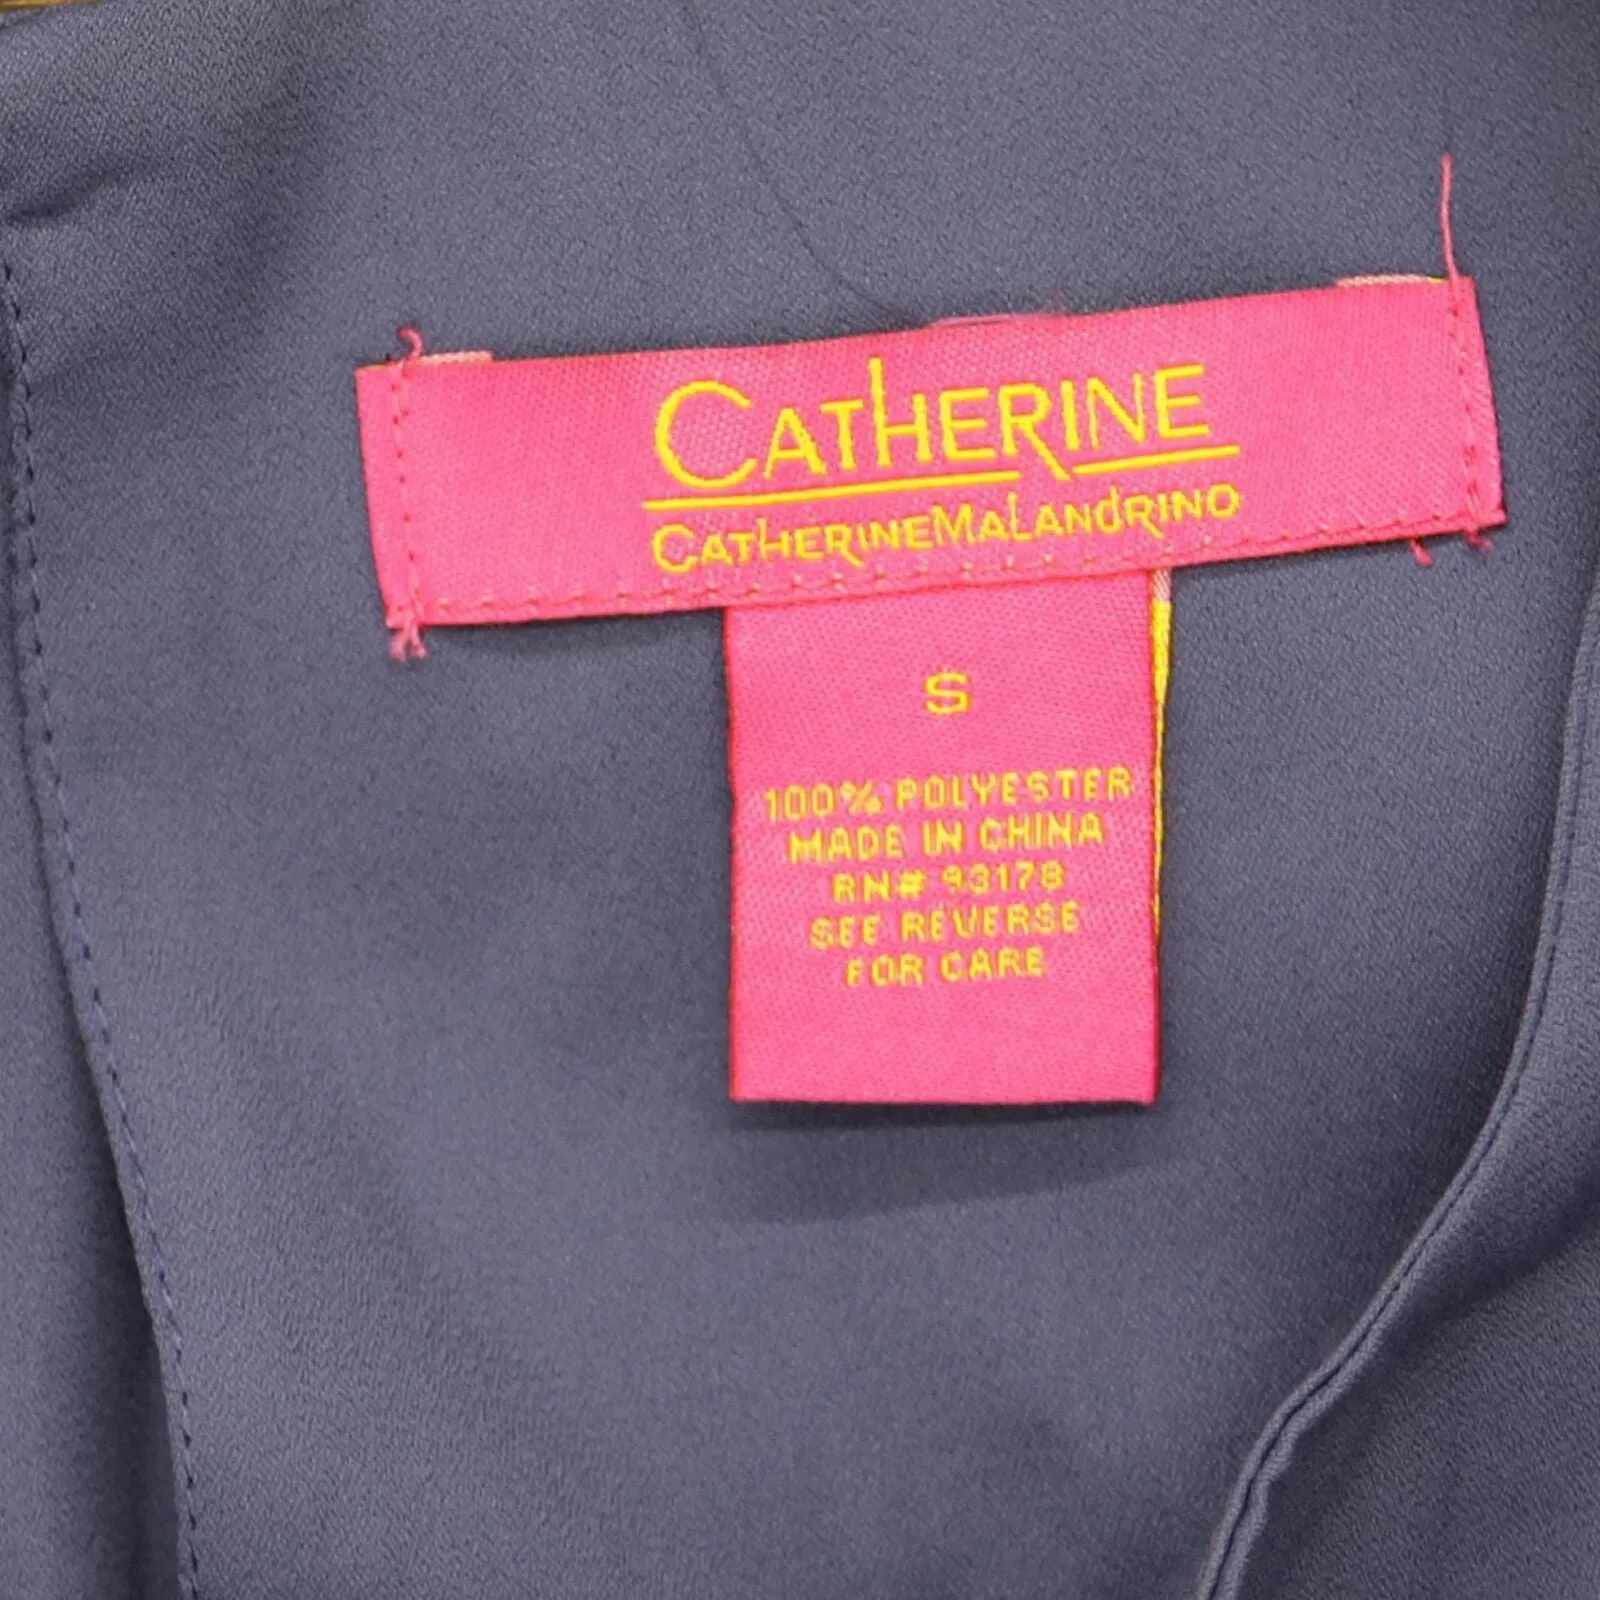 CATHERINE
CATHERINEMALANDRINO
S
100% POLYESTER
MADE IN CHINA
RN# 93178
SEE REVERSE
FOR CARE